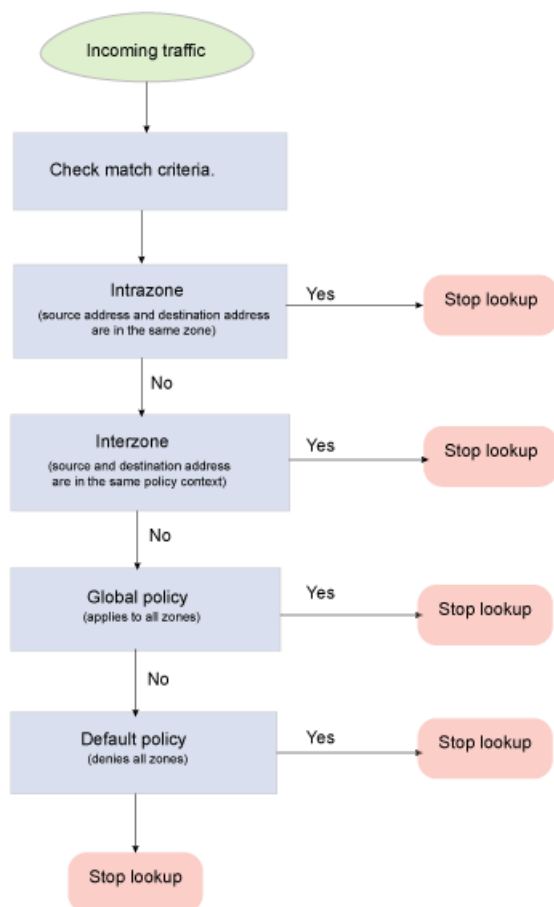 Incoming traffic
Check match criteria.
Intrazone
(source address and destination address
are in the same zone)
Yes
Stop lookup
No
Interzone
(source and destination address
are in the same policy context)
Yes
Stop lookup
No
Global policy
(applies to all zones)
Yes
Stop lookup
No
Default policy
(denies all zones)
Yes
Stop lookup
Stop lookup